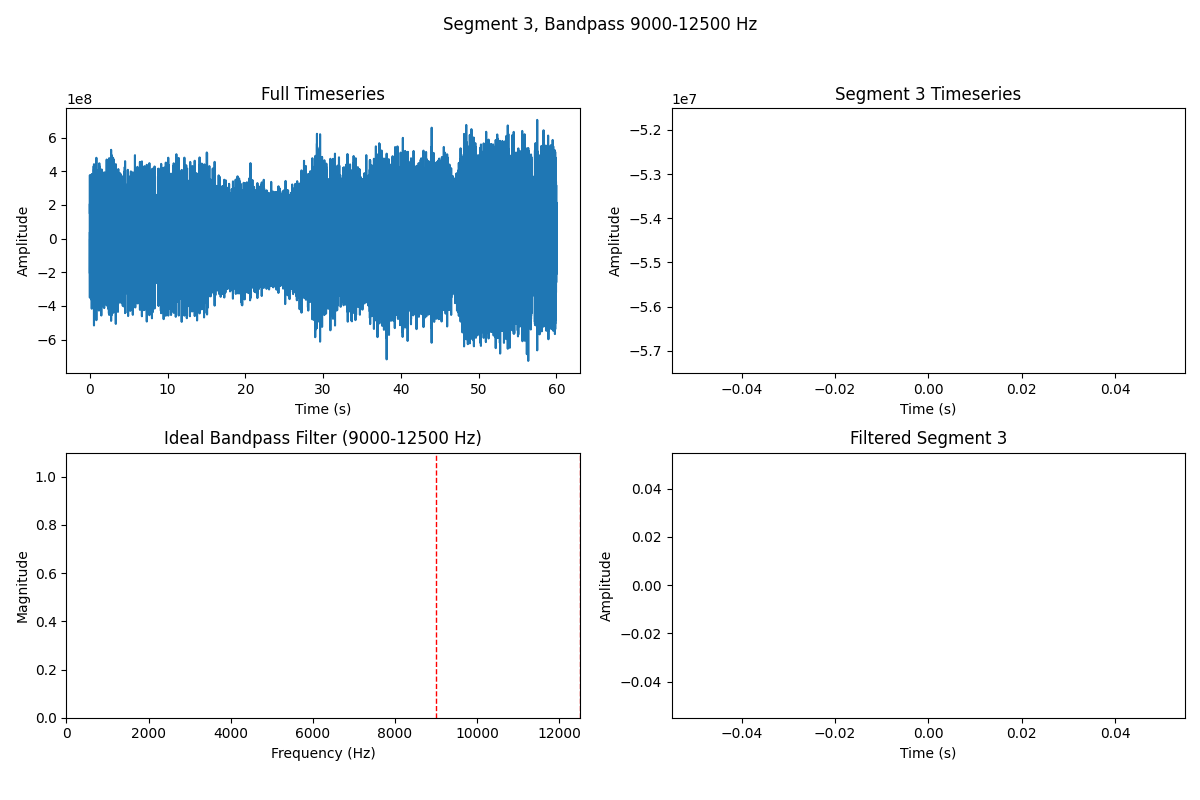 Segment 3, Bandpass 9000-12500 Hz
Full Timeseries
1e8
6
4
2
0
−2
−4
−6
Amplitude
0 10 20 30 40 50 60
Time (s)
Segment 3 Timeseries
1e7
−5.2
−5.3
−5.4
−5.5
−5.6
−5.7
Amplitude
−0.04 −0.02 0.00 0.02 0.04
Time (s)
Ideal Bandpass Filter (9000-12500 Hz)
1.0
0.8
0.6
0.4
0.2
0.0
Magnitude
0 2000 4000 6000 8000 10000 12000
Frequency (Hz)
Filtered Segment 3
0.04
0.02
0.00
−0.02
−0.04
Amplitude
−0.04 −0.02 0.00 0.02 0.04
Time (s)